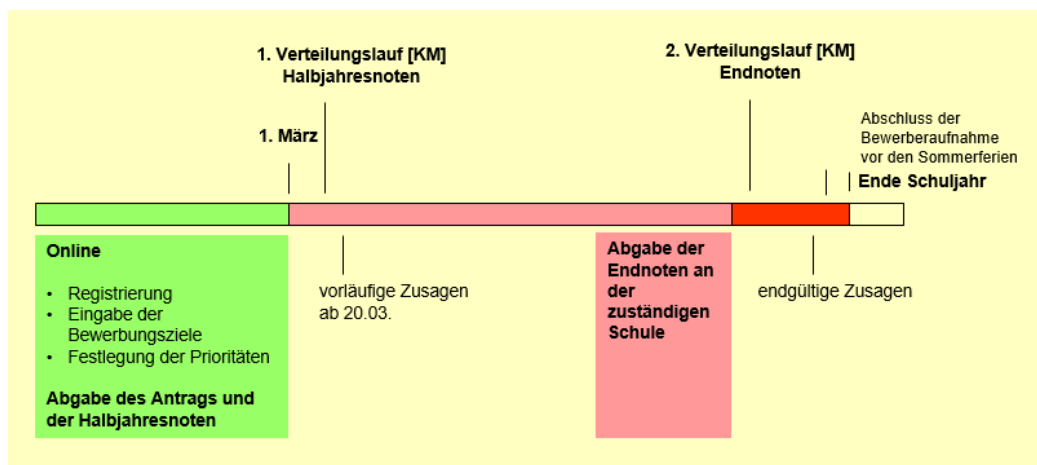 1. Verteilungslauf [KM]
Halbjahresnoten
2. Verteilungslauf [KM]
Endnoten
1. März
Abschluss der
Bewerberaufnahme
vor den Sommerferien
Ende Schuljahr
Online
• Registrierung
• Eingabe der
Bewerbungsziele
• Festlegung der Prioritäten
Abgabe des Antrags und
der Halbjahresnoten
vorläufige Zusagen
ab 20.03.
Abgabe der
Endnoten an
der
zuständigen
Schule
endgültige Zusagen